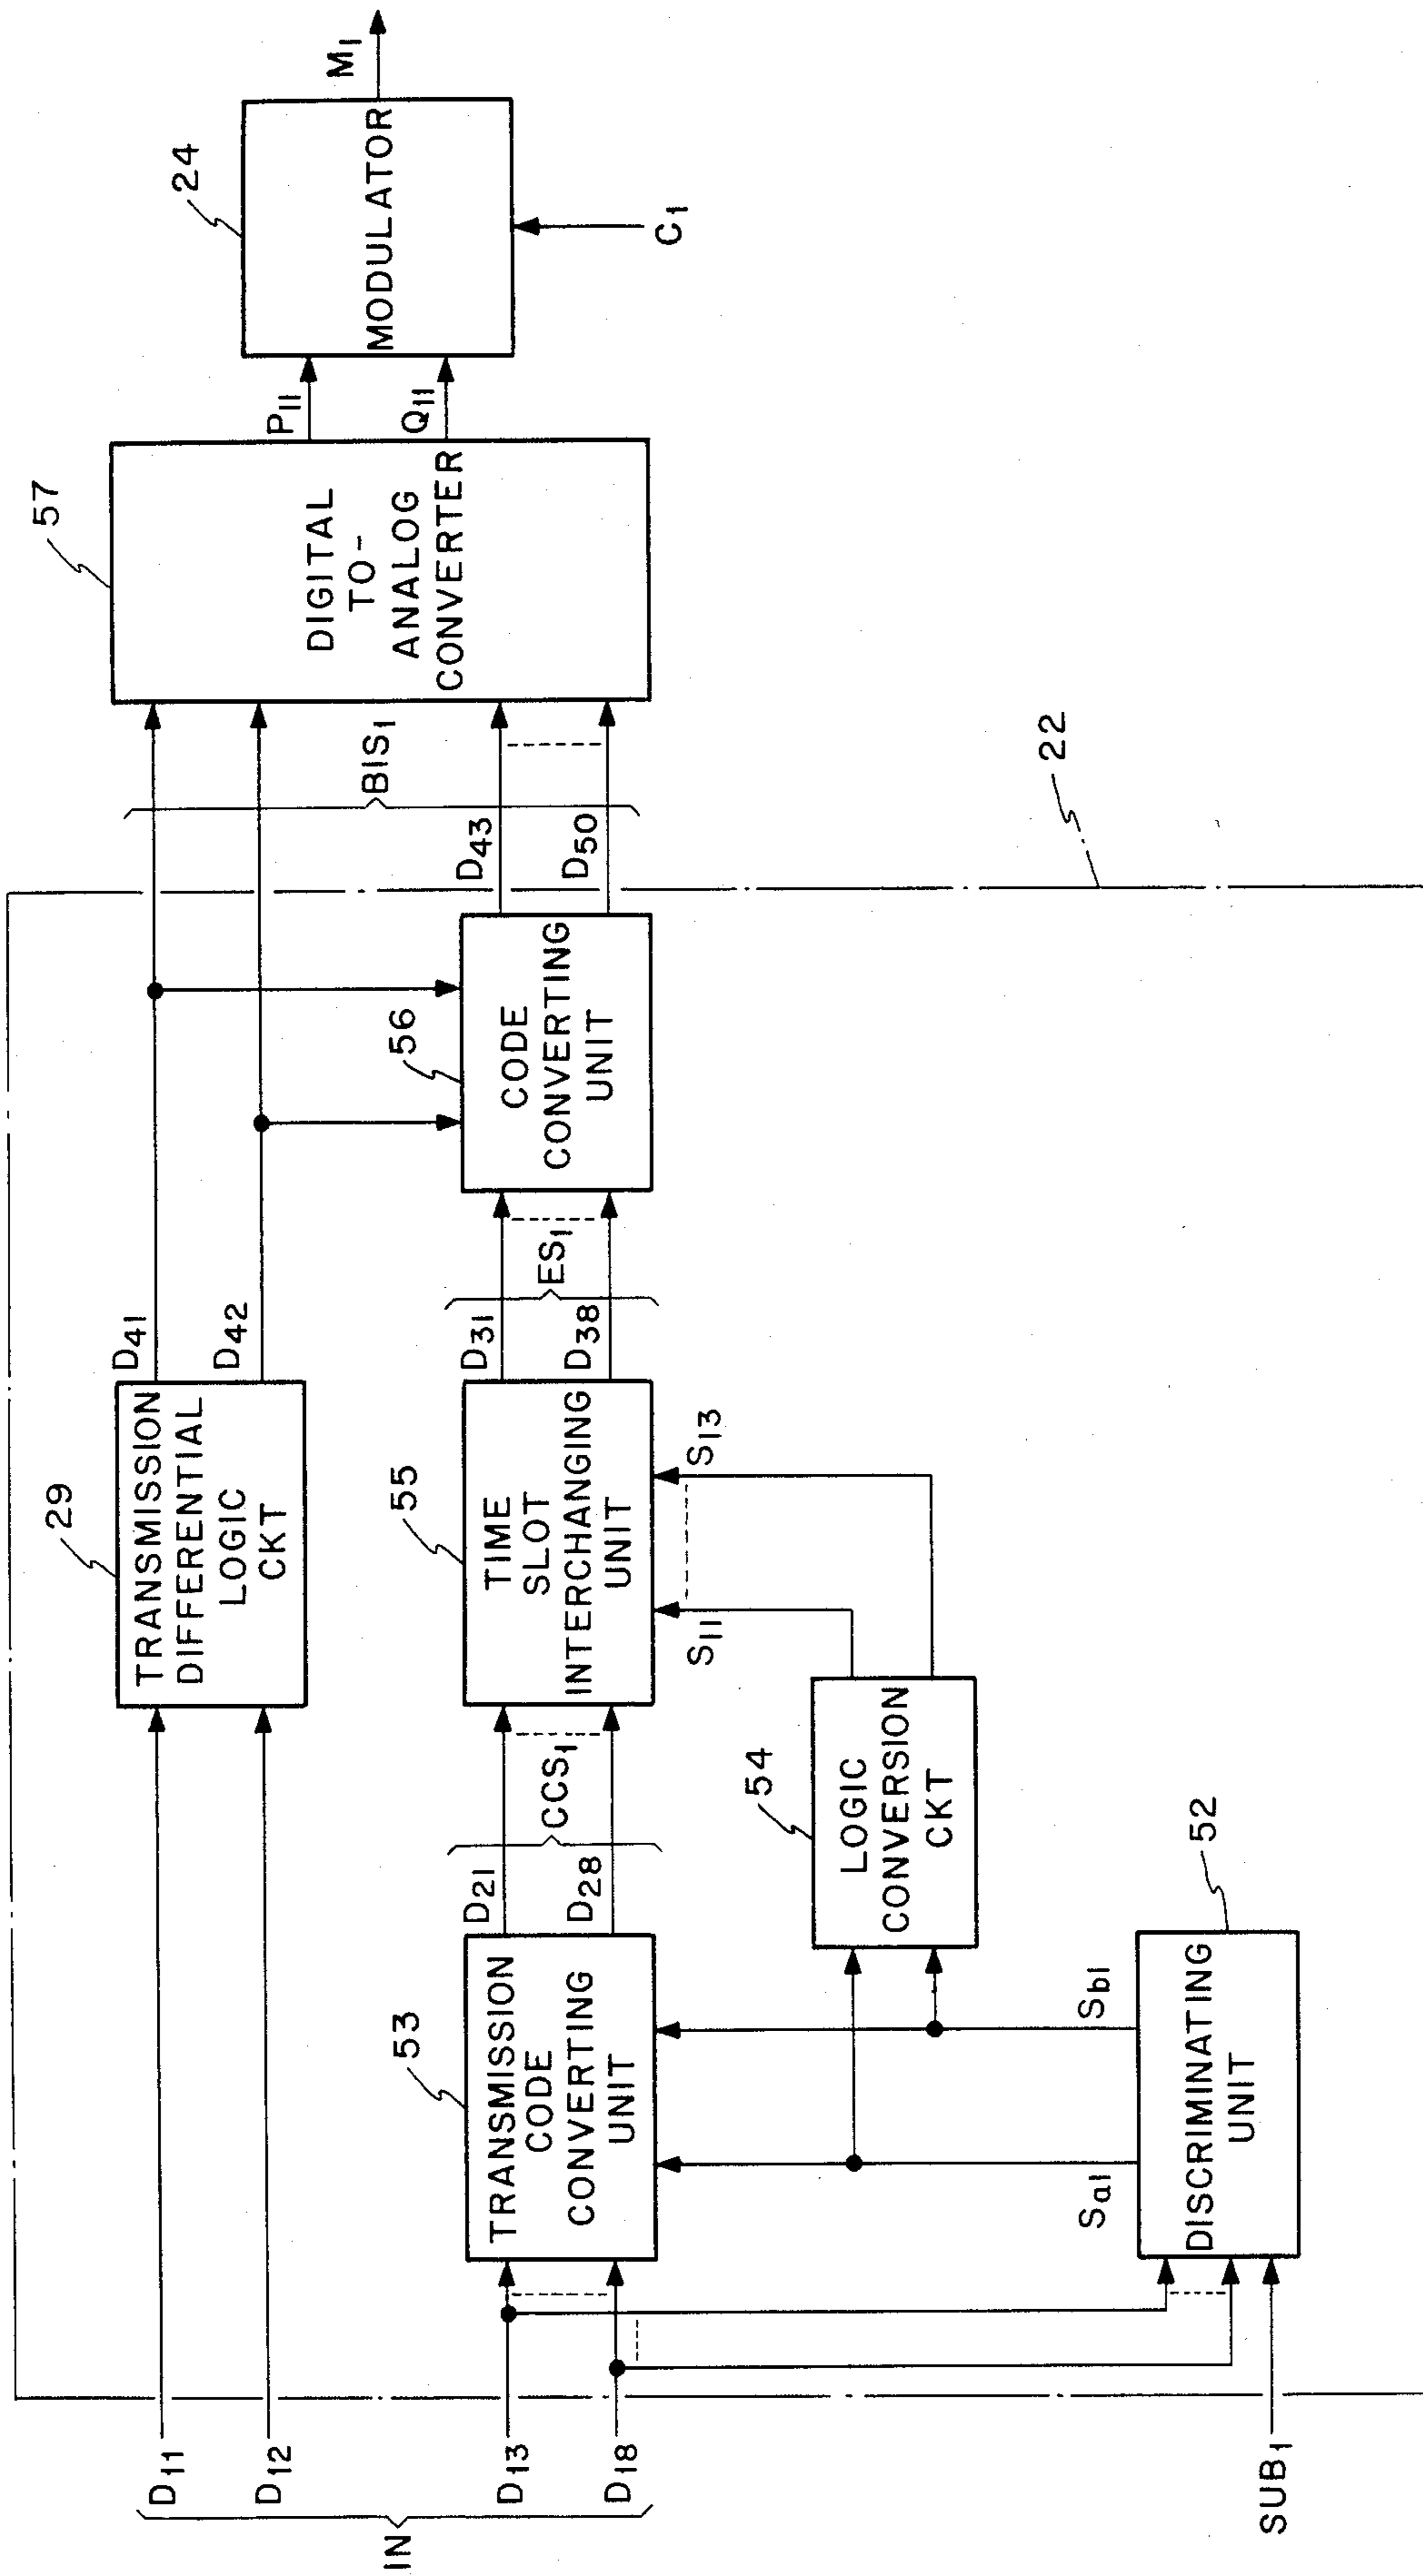 IN
D11
D12
D13
D18
SUB1
29
TRANSMISSION
DIFFERENTIAL
LOGIC
CKT
D41
D42
53
TRANSMISSION
CODE
CONVERTING
UNIT
D21
D28
CCS1
55
TIME
SLOT
INTERCHANGING
UNIT
D31
D38
ES1
56
CODE
CONVERTING
UNIT
D43
D50
BIS1
57
DIGITAL
TO-
ANALOG
CONVERTER
P11
Q11
24
MODULATOR
M1
C1
54
LOGIC
CONVERSION
CKT
S11
S13
52
DISCRIMINATING
UNIT
Sa1
Sb1
22